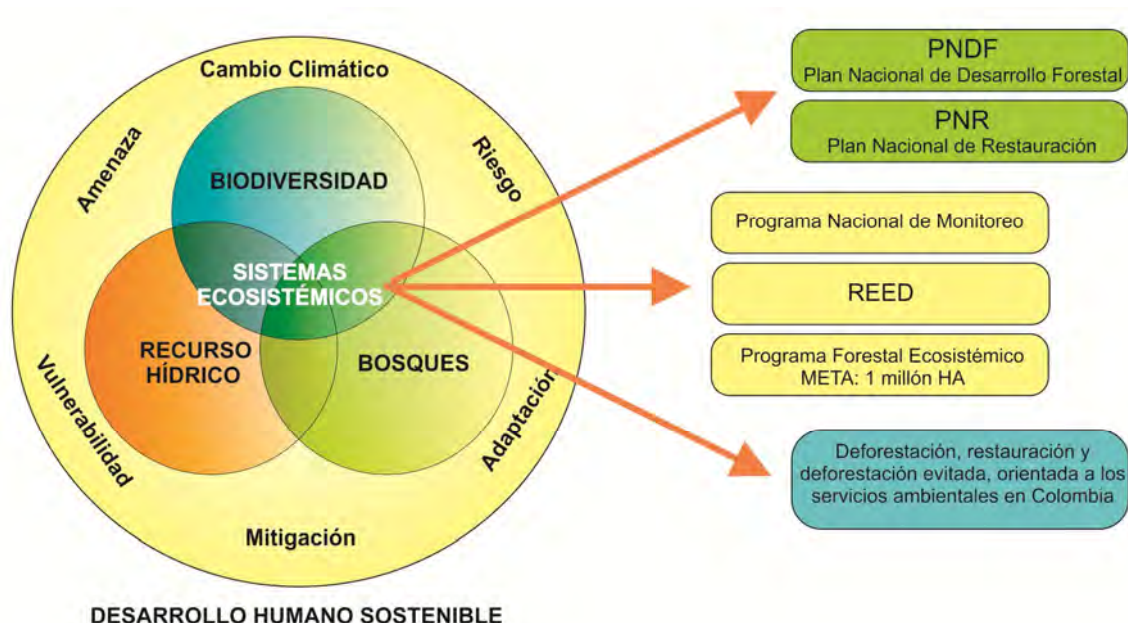 Cambio Climático
Amenaza
Riesgo
BIODIVERSIDAD
SISTEMAS
ECOSISTÉMICOS
RECURSO
HÍDRICO
BOSQUES
Vulnerabilidad
Adaptación
Mitigación
DESARROLLO HUMANO SOSTENIBLE
PNDF
Plan Nacional de Desarrollo Forestal
PNR
Plan Nacional de Restauración
Programa Nacional de Monitoreo
REED
Programa Forestal Ecosistémico
META: 1 millón HA
Deforestación, restauración y
deforestación evitada, orientada a los
servicios ambientales en Colombia